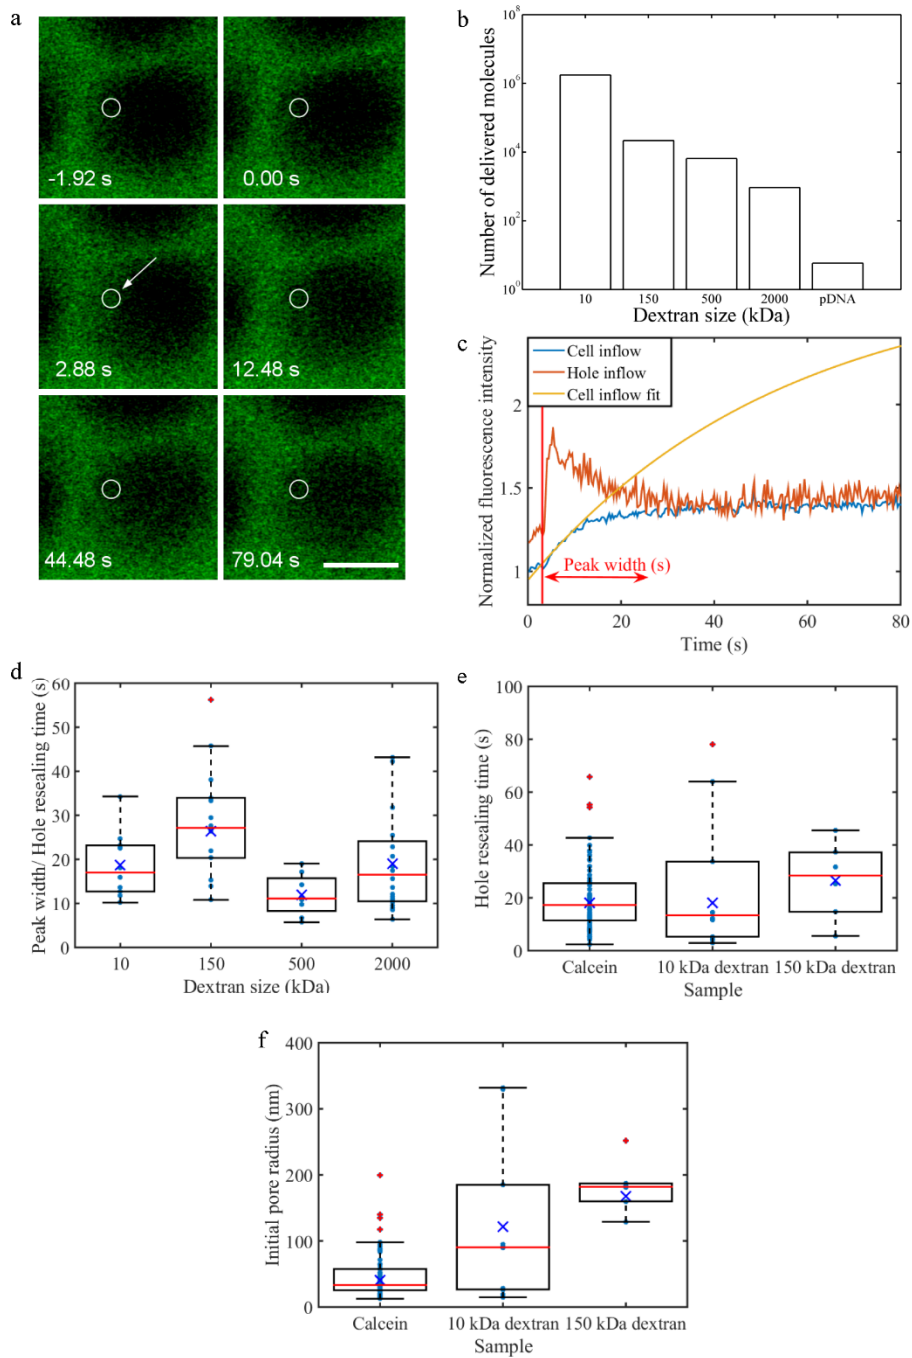 a
-1.92 s
0.00 s
2.88 s
12.48 s
44.48 s
79.04 s
b
Number of delivered molecules
10^8
10^6
10^4
10^2
10^0
10 150 500 2000 pDNA
Dextran size (kDa)
c
Normalized fluorescence intensity
Cell inflow
Hole inflow
Cell inflow fit
2
1.5
1
Peak width (s)
0 20 40 60 80
Time (s)
d
Peak width/ Hole resealing time (s)
60
50
40
30
20
10
0
10 150 500 2000
Dextran size (kDa)
e
Hole resealing time (s)
100
80
60
40
20
0
Calcein 10 kDa dextran 150 kDa dextran
Sample
f
Initial pore radius (nm)
400
300
200
100
0
Calcein 10 kDa dextran 150 kDa dextran
Sample